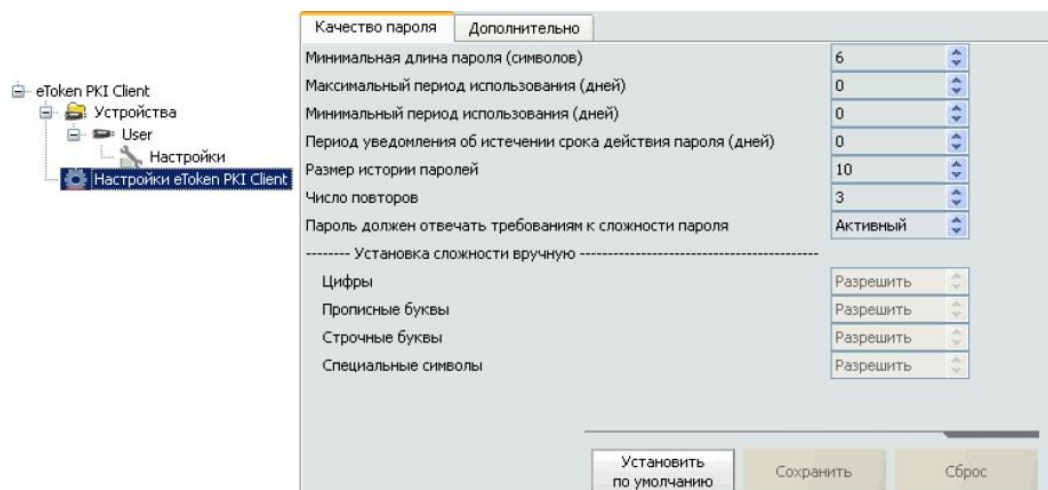 eToken PKI Client
Устройства
User
Настройки
Настройки eToken PKI Client
Качество пароля
Дополнительно
Минимальная длина пароля (символов) 6
Максимальный период использования (дней) 0
Минимальный период использования (дней) 0
Период уведомления об истечении срока действия пароля (дней) 0
Размер истории паролей 10
Число повторов 3
Пароль должен отвечать требованиям к сложности пароля Активный
-------- Установка сложности вручную ------------------------------------------
Цифры Разрешить
Прописные буквы Разрешить
Строчные буквы Разрешить
Специальные символы Разрешить
Установить
по умолчанию
Сохранить
Сброс